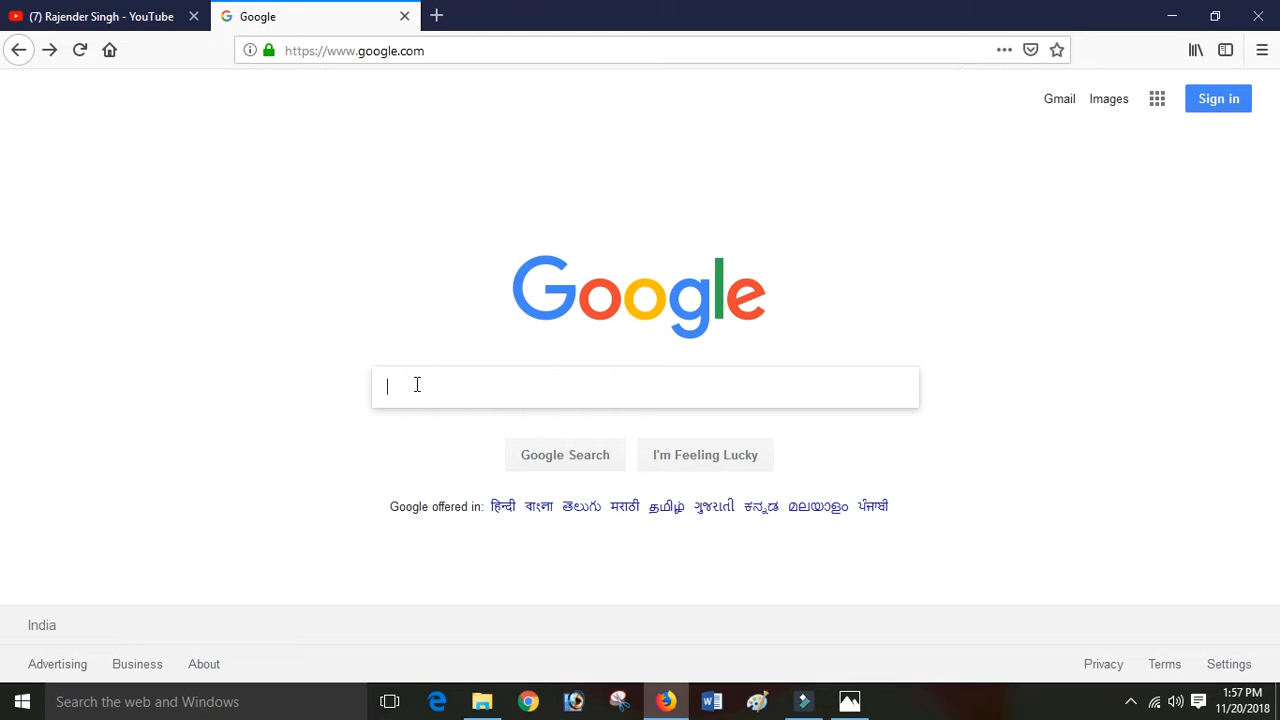 (7) Rajender Singh - YouTube
Google
https://www.google.com
Gmail Images Sign in
Google
Google Search I'm Feeling Lucky
Google offered in: हिन्दी বাংলা తెలుగు मराठी தமிழ் ગુજરાતી ಕನ್ನಡ മലയാളം ਪੰਜਾਬੀ
India
Advertising Business About Privacy Terms Settings
Search the web and Windows
1:57 PM
11/20/2018